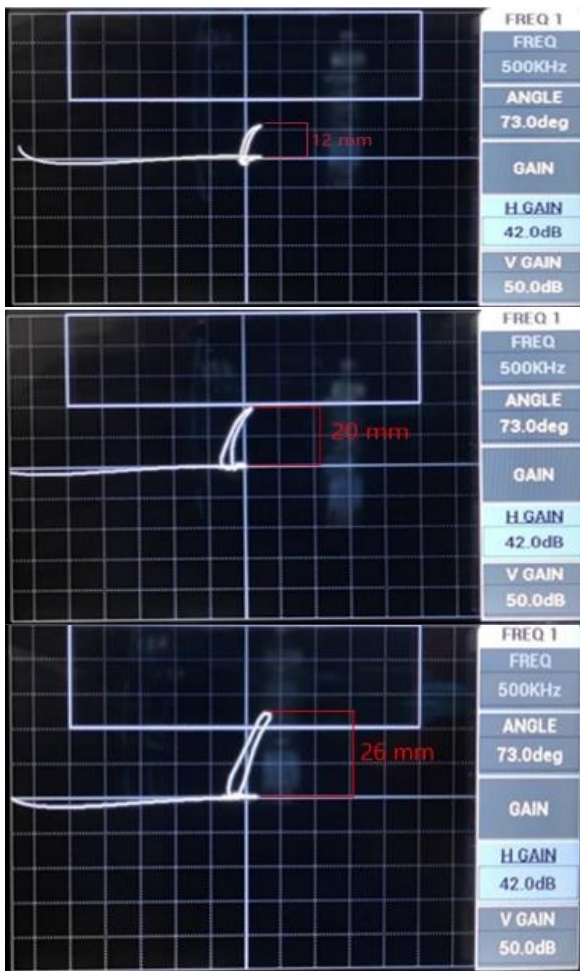 FREQ 1
FREQ
500KHz
ANGLE
73.0deg
GAIN
H GAIN
42.0dB
V GAIN
50.0dB
12 mm
FREQ 1
FREQ
500KHz
ANGLE
73.0deg
GAIN
H GAIN
42.0dB
V GAIN
50.0dB
20 mm
FREQ 1
FREQ
500KHz
ANGLE
73.0deg
GAIN
H GAIN
42.0dB
V GAIN
50.0dB
26 mm